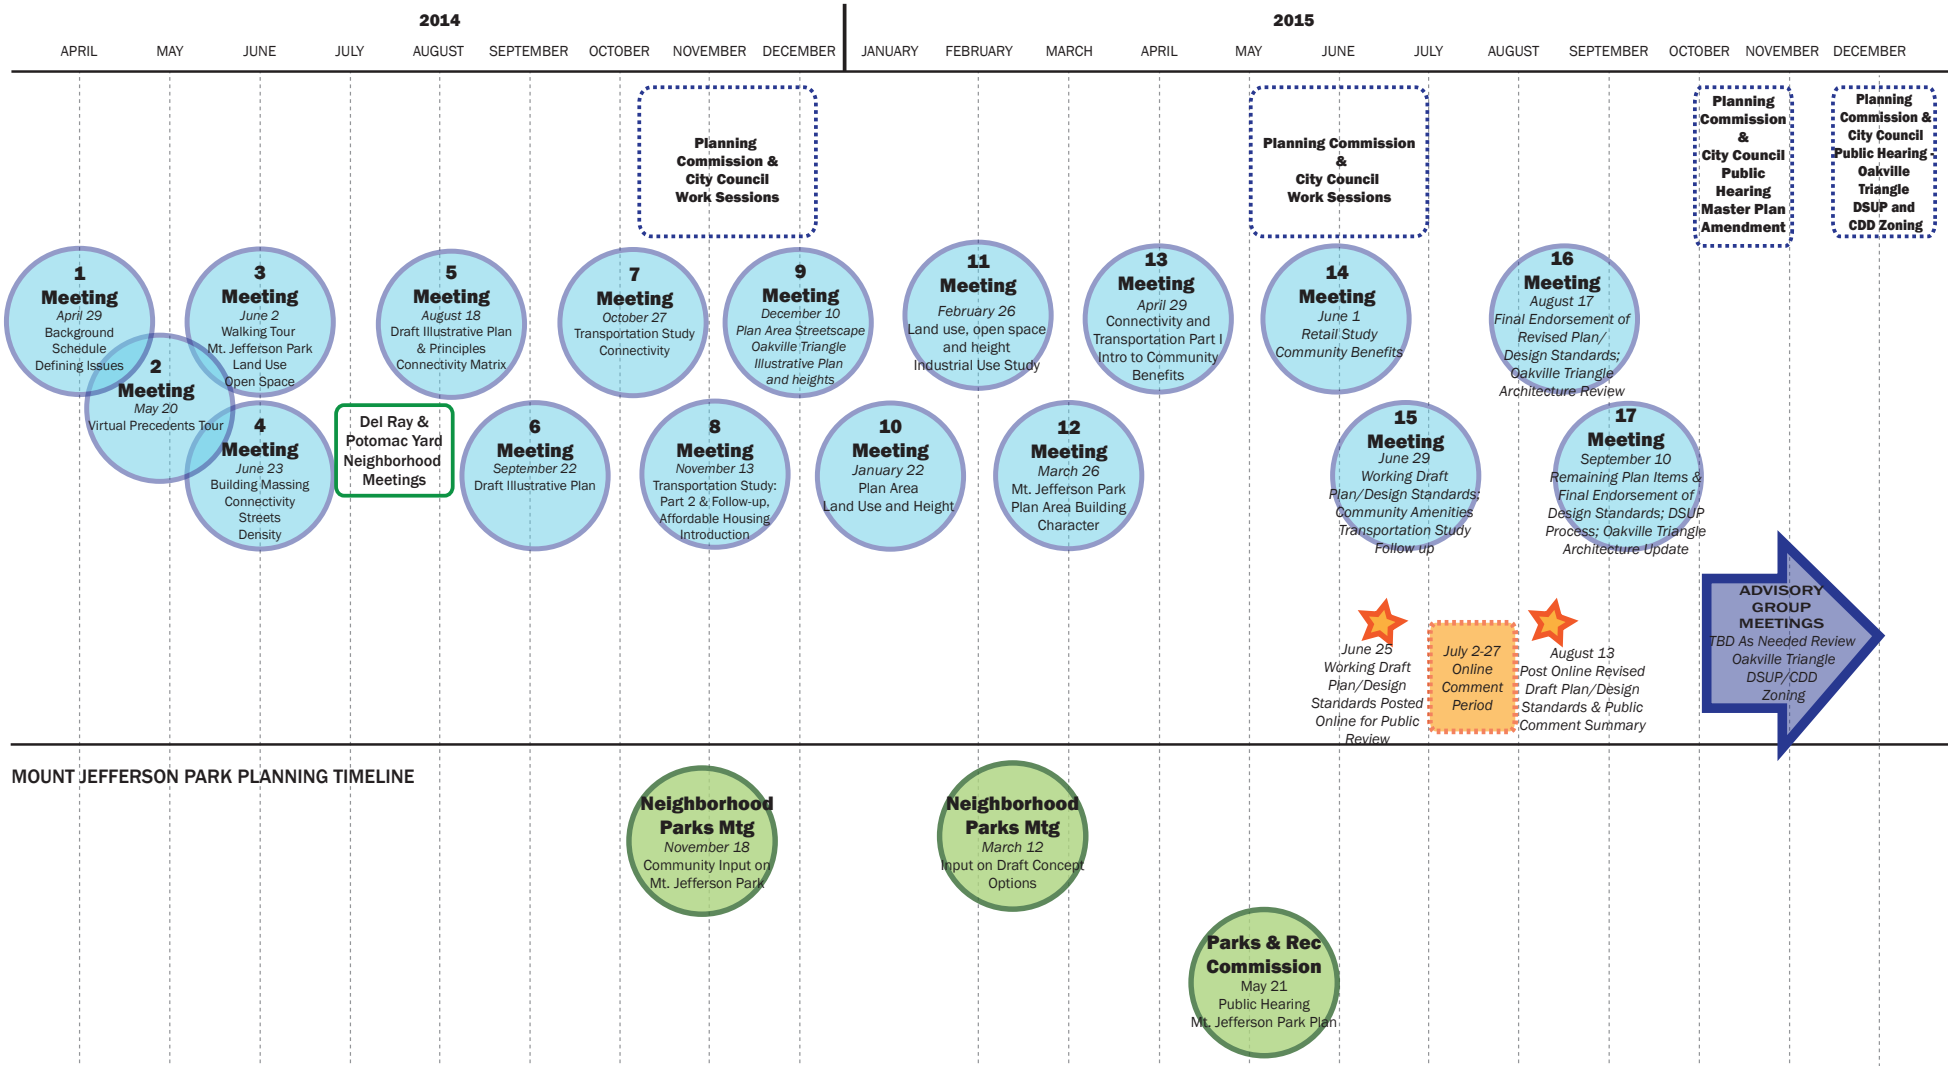 2014
2015
APRIL
MAY
JUNE
JULY
AUGUST
SEPTEMBER
OCTOBER
NOVEMBER
DECEMBER
JANUARY
FEBRUARY
MARCH
APRIL
MAY
JUNE
JULY
AUGUST
SEPTEMBER
OCTOBER
NOVEMBER
DECEMBER
Planning
Commission &
City Council
Work Sessions
Planning Commission
&
City Council
Work Sessions
Planning
Commission
&
City Council
Public
Hearing
Master Plan
Amendment
Planning
Commission &
City Council
Public Hearing -
Oakville
Triangle
DSUP and
CDD Zoning
1
Meeting
April 29
Background
Schedule
Defining Issues
2
Meeting
May 20
Virtual Precedents Tour
3
Meeting
June 2
Walking Tour
Mt. Jefferson Park
Land Use
Open Space
4
Meeting
June 23
Building Massing
Connectivity
Streets
Density
Del Ray &
Potomac Yard
Neighborhood
Meetings
5
Meeting
August 18
Draft Illustrative Plan
& Principles
Connectivity Matrix
6
Meeting
September 22
Draft Illustrative Plan
7
Meeting
October 27
Transportation Study
Connectivity
8
Meeting
November 13
Transportation Study:
Part 2 & Follow-up,
Affordable Housing
Introduction
9
Meeting
December 10
Plan Area Streetscape
Oakville Triangle
Illustrative Plan
and heights
10
Meeting
January 22
Plan Area
Land Use and Height
11
Meeting
February 26
Land use, open space
and height
Industrial Use Study
12
Meeting
March 26
Mt. Jefferson Park
Plan Area Building
Character
13
Meeting
April 29
Connectivity and
Transportation Part I
Intro to Community
Benefits
14
Meeting
June 1
Retail Study
Community Benefits
15
Meeting
June 29
Working Draft
Plan/Design Standards;
Community Amenities
Transportation Study
Follow up
16
Meeting
August 17
Final Endorsement of
Revised Plan/
Design Standards;
Oakville Triangle
Architecture Review
17
Meeting
September 10
Remaining Plan Items &
Final Endorsement of
Design Standards; DSUP
Process; Oakville Triangle
Architecture Update
June 25
Working Draft
Plan/Design
Standards Posted
Online for Public
Review
July 2-27
Online
Comment
Period
August 13
Post Online Revised
Draft Plan/Design
Standards & Public
Comment Summary
ADVISORY
GROUP
MEETINGS
TBD As Needed Review
Oakville Triangle
DSUP/CDD
Zoning
MOUNT JEFFERSON PARK PLANNING TIMELINE
Neighborhood
Parks Mtg
November 18
Community Input on
Mt. Jefferson Park
Neighborhood
Parks Mtg
March 12
Input on Draft Concept
Options
Parks & Rec
Commission
May 21
Public Hearing
Mt. Jefferson Park Plan